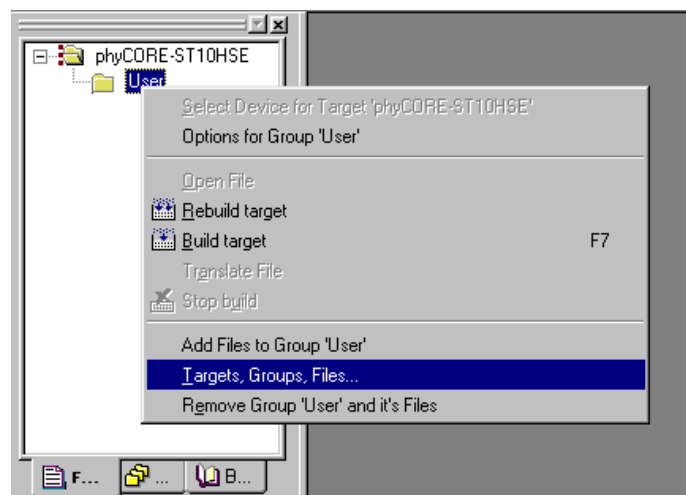 phyCORE-ST10HSE
User
Select Device for Target 'phyCORE-ST10HSE'
Options for Group 'User'
Open File
Rebuild target
Build target F7
Translate File
Stop build
Add Files to Group 'User'
Targets, Groups, Files...
Remove Group 'User' and it's Files
F... ... B...